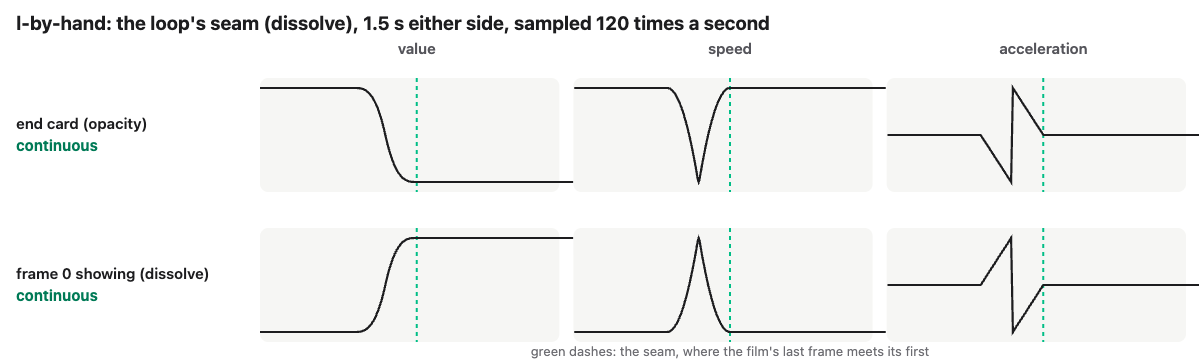 l-by-hand: the loop's seam (dissolve), 1.5 s either side, sampled 120 times a second
value speed acceleration
end card (opacity)
continuous
frame 0 showing (dissolve)
continuous
green dashes: the seam, where the film's last frame meets its first